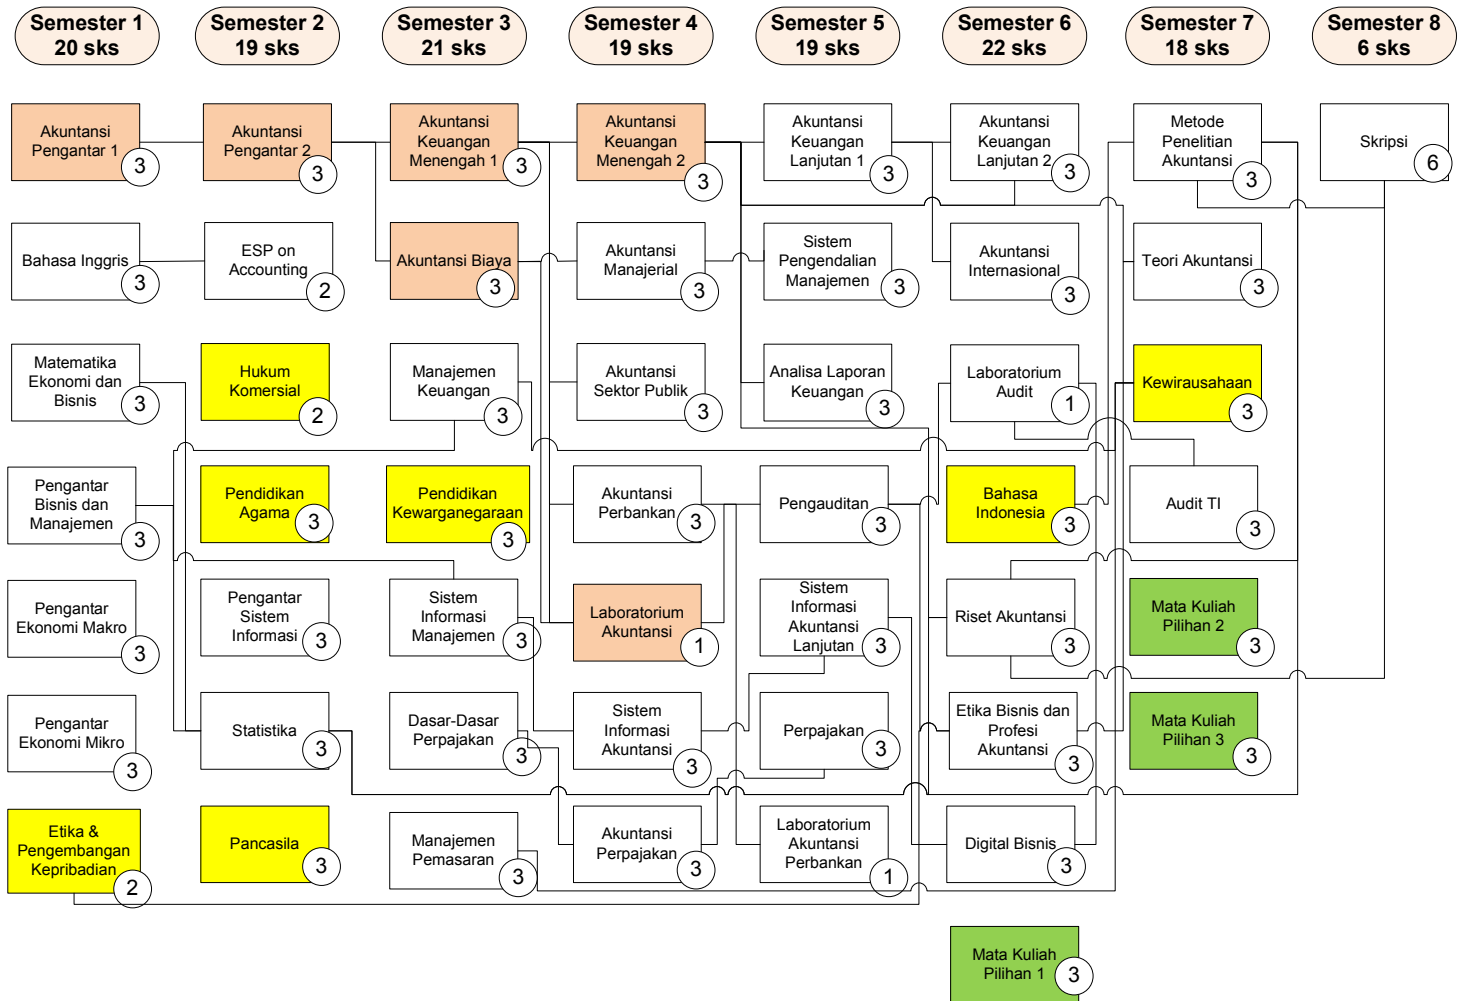 Semester 1
20 sks
Semester 2
19 sks
Semester 3
21 sks
Semester 4
19 sks
Semester 5
19 sks
Semester 6
22 sks
Semester 7
18 sks
Semester 8
6 sks
Akuntansi
Pengantar 1
3
Akuntansi
Pengantar 2
3
Akuntansi
Keuangan
Menengah 1
3
Akuntansi
Keuangan
Menengah 2
3
Akuntansi
Keuangan
Lanjutan 1
3
Akuntansi
Keuangan
Lanjutan 2
3
Metode
Penelitian
Akuntansi
3
Skripsi
6
Bahasa Inggris
3
ESP on
Accounting
2
Akuntansi Biaya
3
Akuntansi
Manajerial
3
Sistem
Pengendalian
Manajemen
3
Akuntansi
Internasional
3
Teori Akuntansi
3
Matematika
Ekonomi dan
Bisnis
3
Hukum
Komersial
2
Manajemen
Keuangan
3
Akuntansi
Sektor Publik
3
Analisa Laporan
Keuangan
3
Laboratorium
Audit
1
Kewirausahaan
3
Pengantar
Bisnis dan
Manajemen
3
Pendidikan
Agama
3
Pendidikan
Kewarganegaraan
3
Akuntansi
Perbankan
3
Pengauditan
3
Bahasa
Indonesia
3
Audit TI
3
Pengantar
Ekonomi Makro
3
Pengantar
Sistem
Informasi
3
Sistem
Informasi
Manajemen
3
Laboratorium
Akuntansi
1
Sistem
Informasi
Akuntansi
Lanjutan
3
Riset Akuntansi
3
Mata Kuliah
Pilihan 2
3
Pengantar
Ekonomi Mikro
3
Statistika
3
Dasar-Dasar
Perpajakan
3
Sistem
Informasi
Akuntansi
3
Perpajakan
3
Etika Bisnis dan
Profesi
Akuntansi
3
Mata Kuliah
Pilihan 3
3
Etika &
Pengembangan
Kepribadian
2
Pancasila
3
Manajemen
Pemasaran
3
Akuntansi
Perpajakan
3
Laboratorium
Akuntansi
Perbankan
1
Digital Bisnis
3
Mata Kuliah
Pilihan 1
3